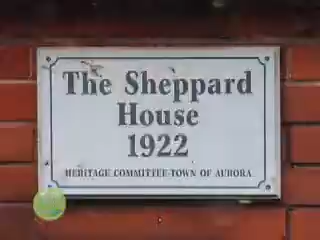 The Sheppard
House
1922
HERITAGE COMMITTEE-TOWN OF AURORA